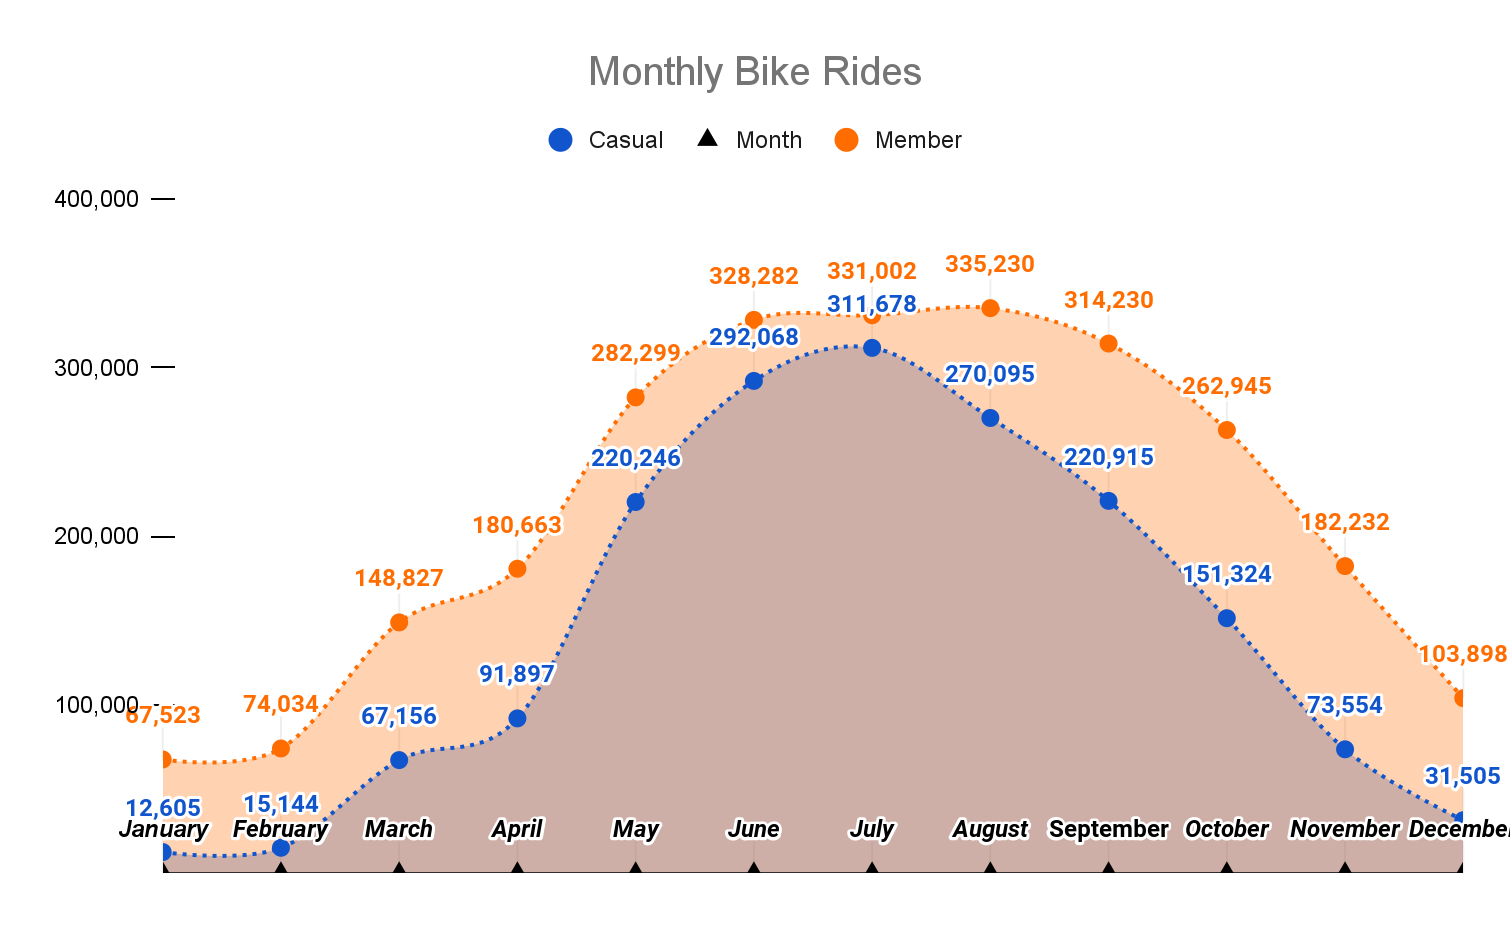 Monthly Bike Rides
Casual Month Member
400,000
300,000
200,000
100,000
67,523 74,034 148,827 180,663 282,299 328,282 331,002 335,230 314,230 262,945 182,232 103,898
12,605 15,144 67,156 91,897 220,246 292,068 311,678 270,095 220,915 151,324 73,554 31,505
January February March April May June July August September October November December